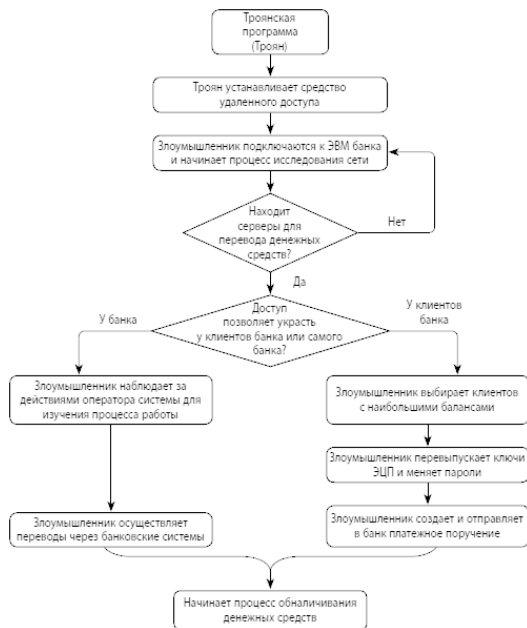 Троянская
программа
(Троян)
Троян устанавливает средство
удаленного доступа
Злоумышленник подключаются к ЭВМ банка
и начинает процесс исследования сети
Находит
серверы для
перевода денежных
средств?
Нет
Да
Доступ
позволяет украсть
у клиентов банка или самого
банка?
У банка
У клиентов
банка
Злоумышленник наблюдает за
действиями оператора системы для
изучения процесса работы
Злоумышленник выбирает клиентов
с наибольшими балансами
Злоумышленник перевыпускает ключи
ЭЦП и меняет пароли
Злоумышленник осуществляет
переводы через банковские системы
Злоумышленник создает и отправляет
в банк платежное поручение
Начинает процесс обналичивания
денежных средств